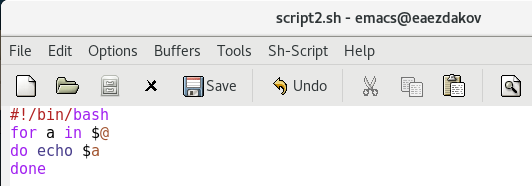 script2.sh - emacs@eaezdakov
File Edit Options Buffers Tools Sh-Script Help
Save Undo
#!/bin/bash
for a in $@
do echo $a
done